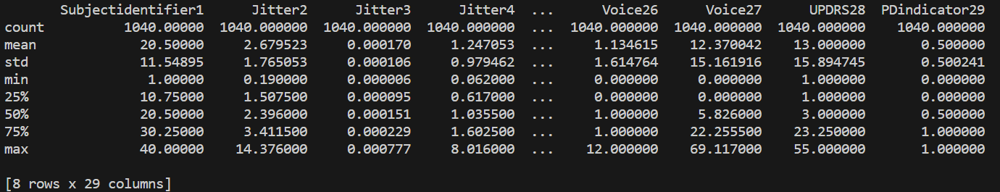 Subjectidentifier1 Jitter2 Jitter3 Jitter4 ... Voice26 Voice27 UPDRS28 PDindicator29
count 1040.00000 1040.000000 1040.000000 1040.000000 ... 1040.000000 1040.000000 1040.000000 1040.000000
mean 20.50000 2.679523 0.000170 1.247053 ... 1.134615 12.370042 13.000000 0.500000
std 11.54895 1.765053 0.000106 0.979462 ... 1.614764 15.161916 15.894745 0.500241
min 1.00000 0.190000 0.000006 0.062000 ... 0.000000 0.000000 1.000000 0.000000
25% 10.75000 1.507500 0.000095 0.617000 ... 0.000000 0.000000 1.000000 0.000000
50% 20.50000 2.396000 0.000151 1.035500 ... 1.000000 5.826000 3.000000 0.500000
75% 30.25000 3.411500 0.000229 1.602500 ... 1.000000 22.255500 23.250000 1.000000
max 40.00000 14.376000 0.000777 8.016000 ... 12.000000 69.117000 55.000000 1.000000
[8 rows x 29 columns]